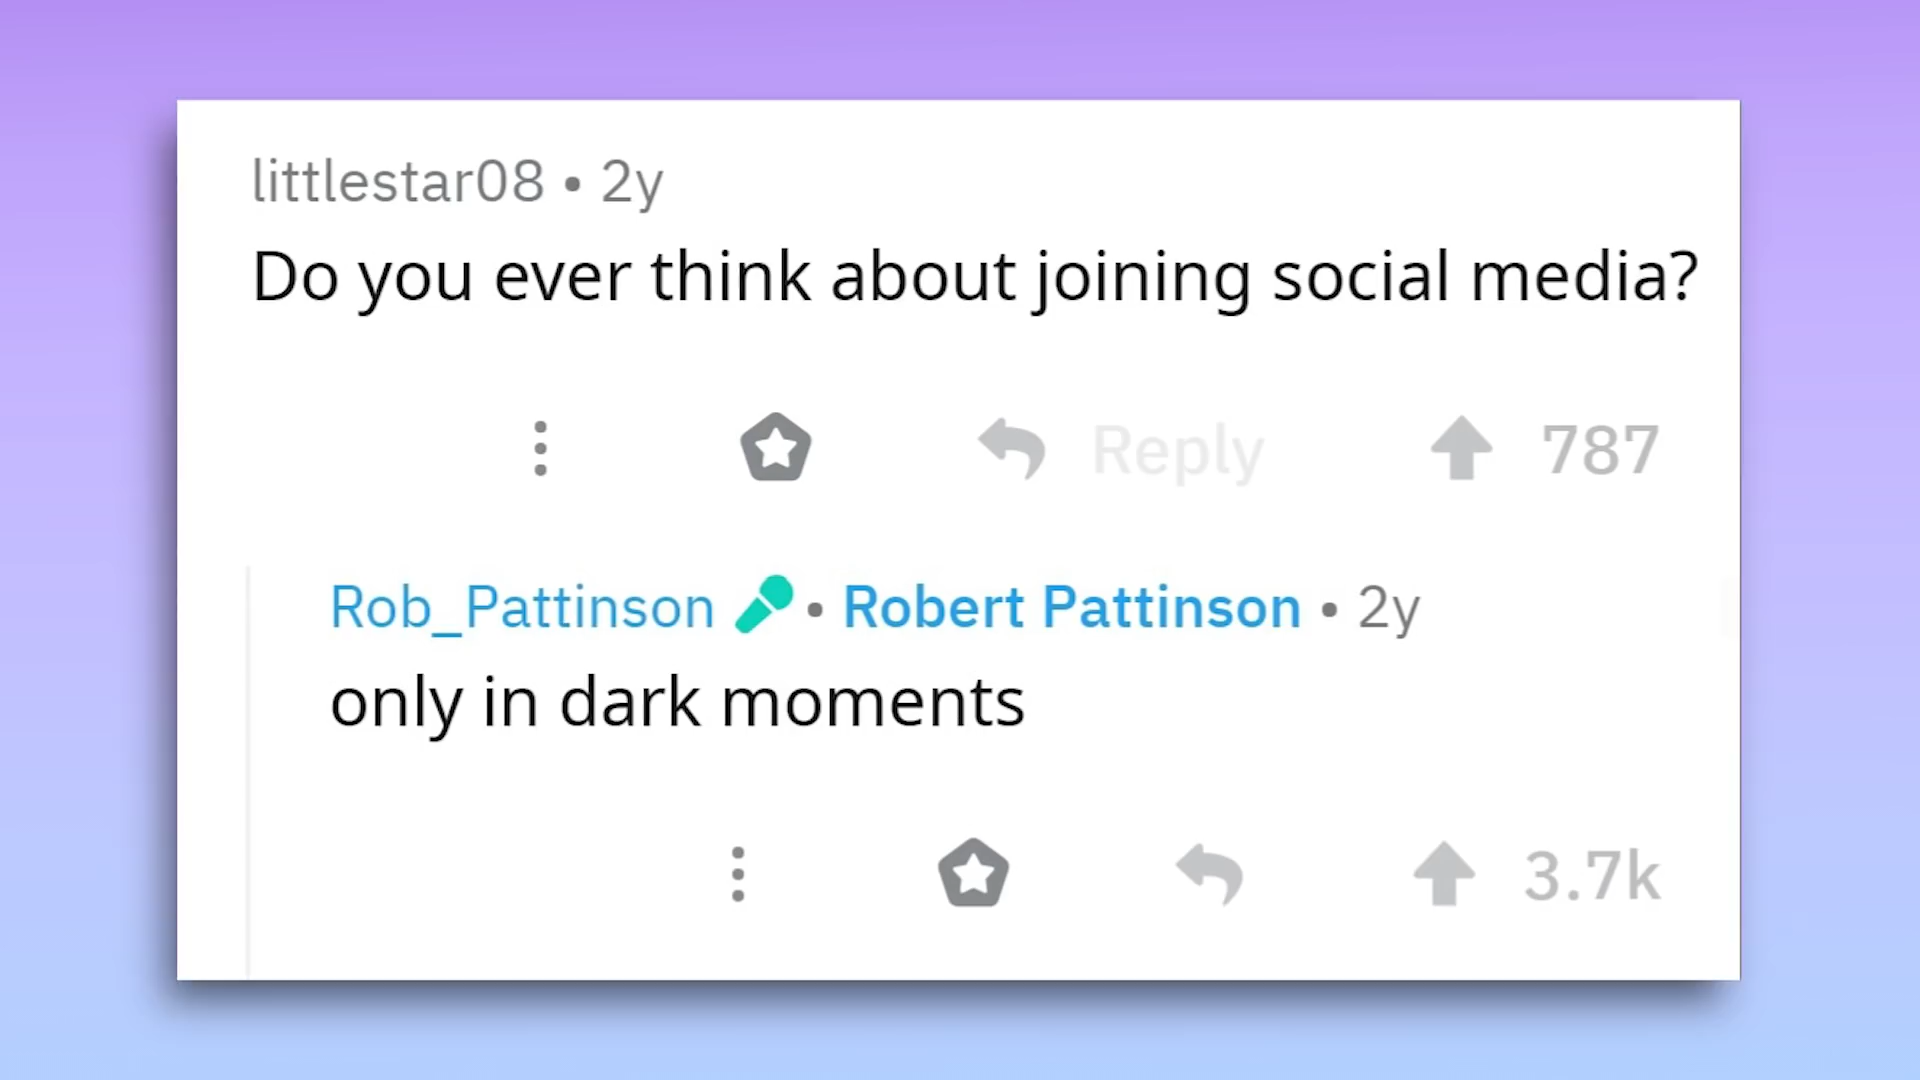 littlestar08 • 2y
Do you ever think about joining social media?
Reply 787
Rob_Pattinson • Robert Pattinson • 2y
only in dark moments
3.7k